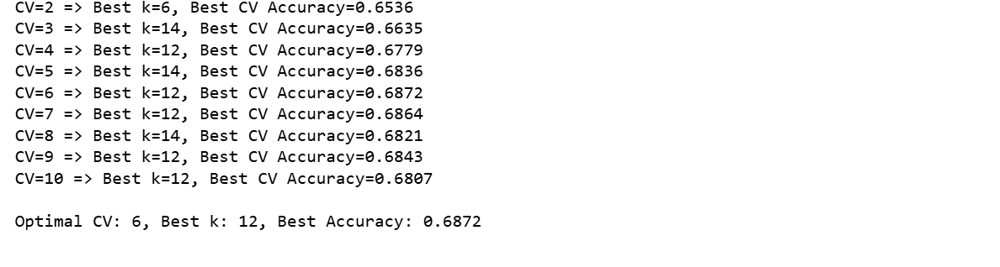 CV=2 => Best k=6, Best CV Accuracy=0.6536
CV=3 => Best k=14, Best CV Accuracy=0.6635
CV=4 => Best k=12, Best CV Accuracy=0.6779
CV=5 => Best k=14, Best CV Accuracy=0.6836
CV=6 => Best k=12, Best CV Accuracy=0.6872
CV=7 => Best k=12, Best CV Accuracy=0.6864
CV=8 => Best k=14, Best CV Accuracy=0.6821
CV=9 => Best k=12, Best CV Accuracy=0.6843
CV=10 => Best k=12, Best CV Accuracy=0.6807
Optimal CV: 6, Best k: 12, Best Accuracy: 0.6872